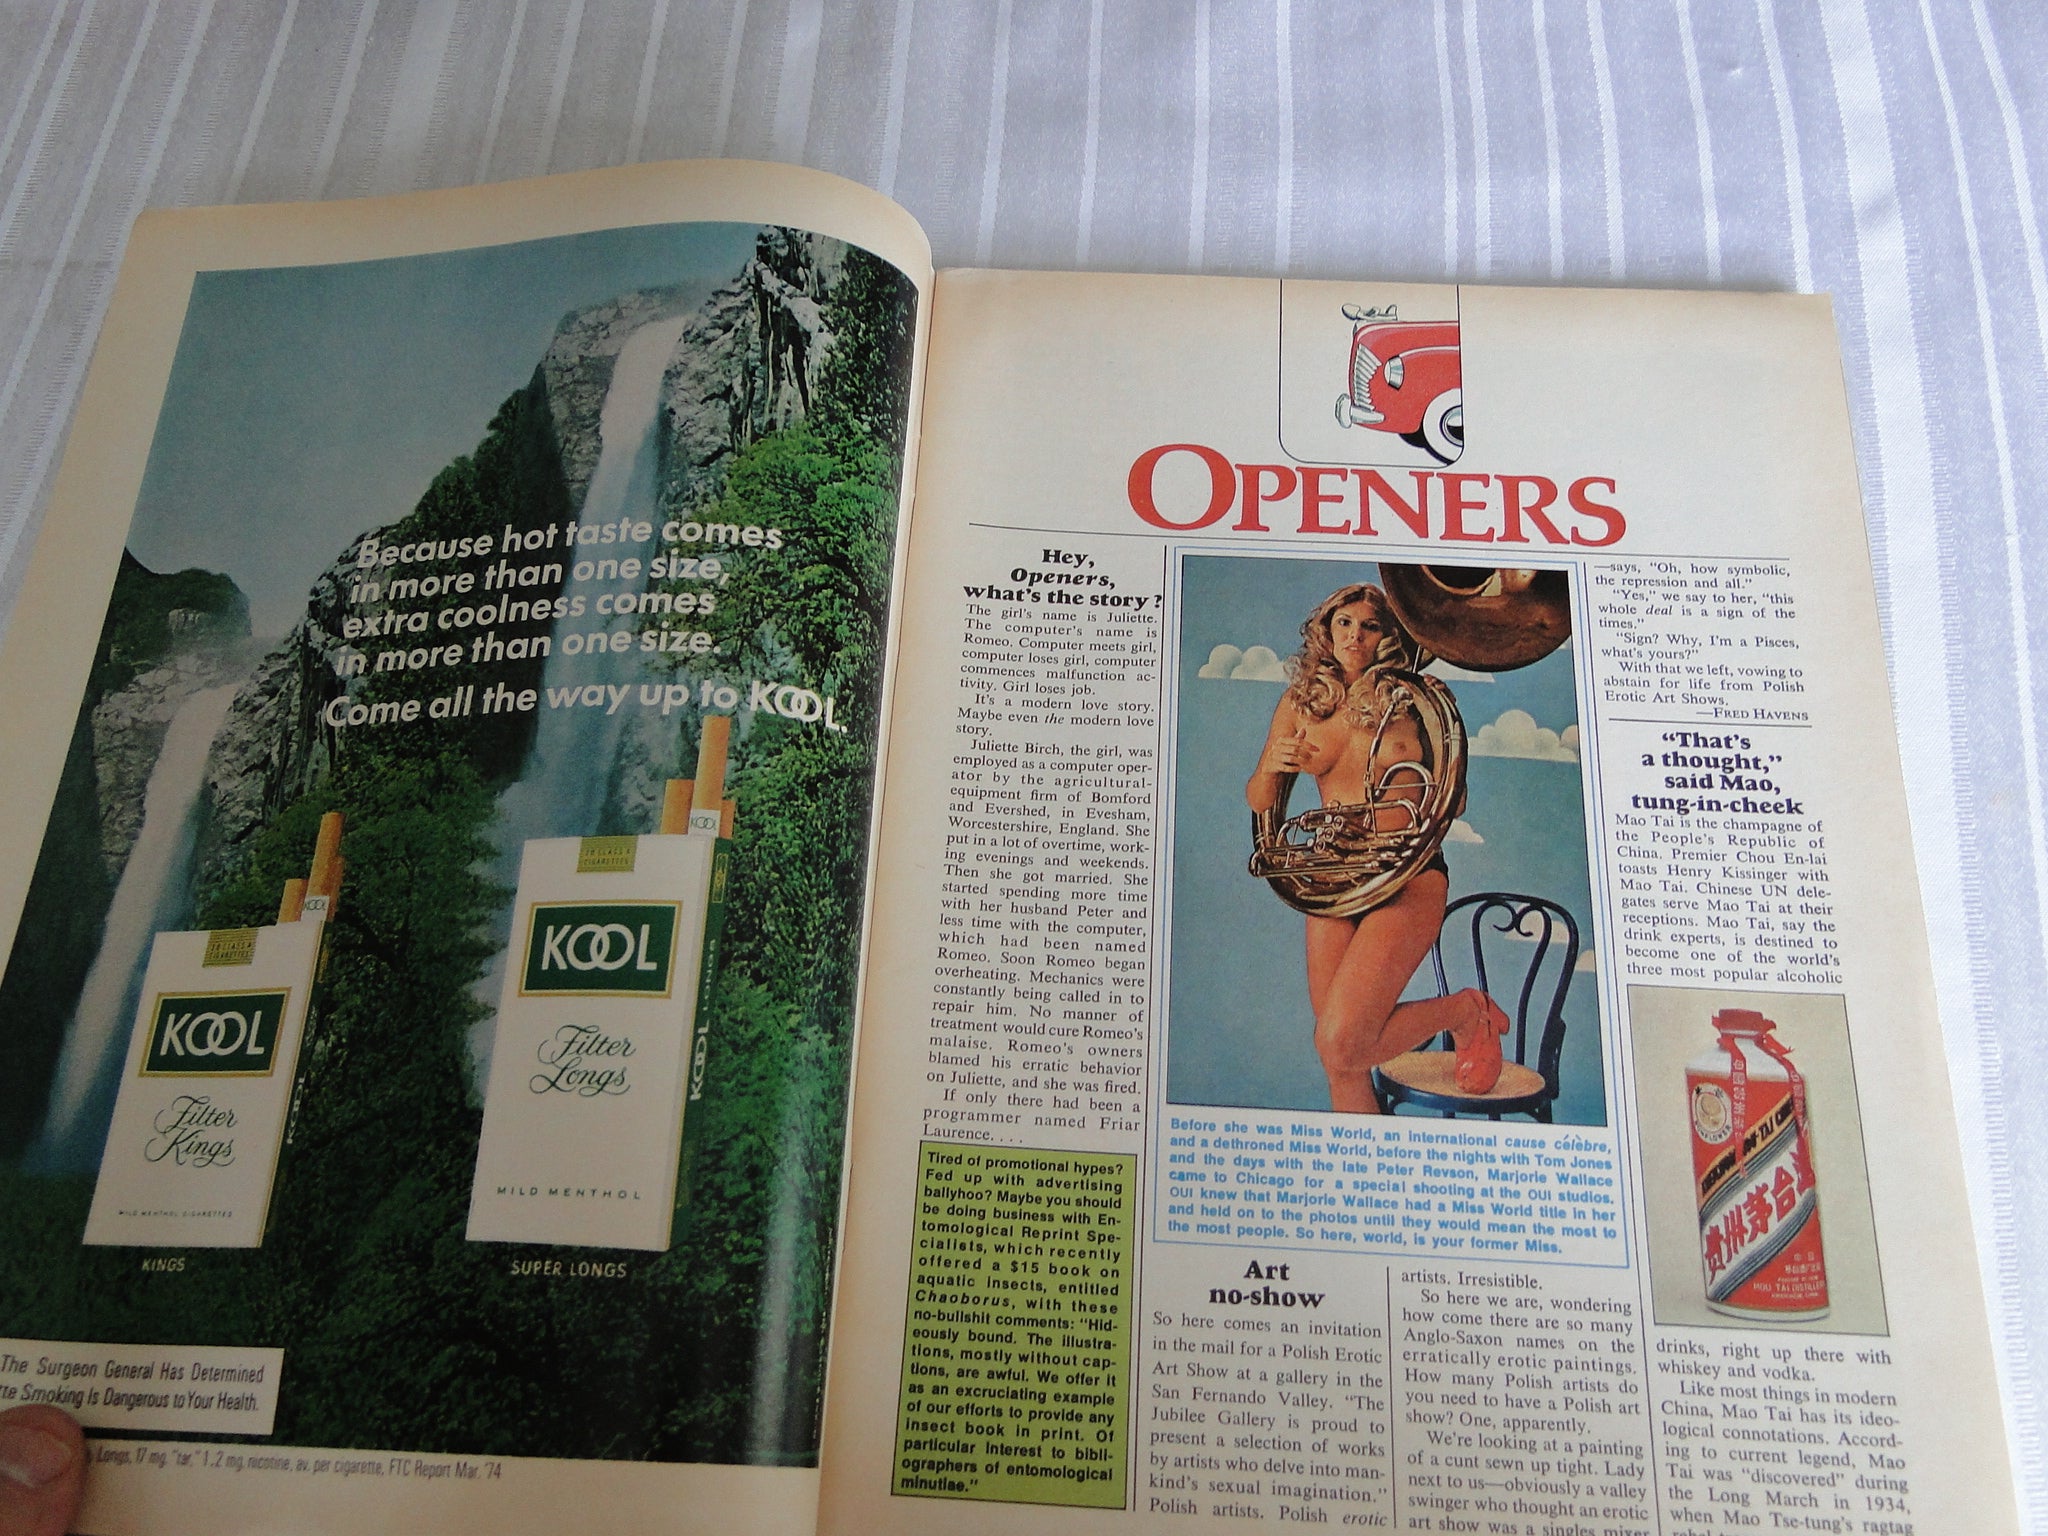 Because hot taste comes
in more than one size,
extra coolness comes
in more than one size.
Come all the way up to KOOL.
20 CLASS A
CIGARETTES
KOOL
KOOL
Filter
Kings
MILD MENTHOL CIGARETTES
KOOL
KINGS
20 CLASS A
CIGARETTES
KOOL
KOOL
Filter
Longs
MILD MENTHOL
KOOL LONGS
SUPER LONGS
The Surgeon General Has Determined
Smoking Is Dangerous to Your Health.
Longs, 17 mg. "tar," 1.2 mg. nicotine, av. per cigarette, FTC Report Mar. '74
OPENERS
Hey,
Openers,
what's the story?
The girl's name is Juliette.
The computer's name is
Romeo. Computer meets girl,
computer loses girl, computer
commences malfunction ac-
tivity. Girl loses job.
It's a modern love story.
Maybe even the modern love
story.
Juliette Birch, the girl, was
employed as a computer oper-
ator by the agricultural-
equipment firm of Bomford
and Evershed, in Evesham,
Worcestershire, England. She
put in a lot of overtime, work-
ing evenings and weekends.
Then she got married. She
started spending more time
with her husband Peter and
less time with the computer,
which had been named
Romeo. Soon Romeo began
overheating. Mechanics were
constantly being called in to
repair him. No manner of
treatment would cure Romeo's
malaise. Romeo's owners
blamed his erratic behavior
on Juliette, and she was fired.
If only there had been a
programmer named Friar
Laurence. . . .
Tired of promotional hypes?
Fed up with advertising
ballyhoo? Maybe you should
be doing business with En-
tomological Reprint Spe-
cialists, which recently
offered a $15 book on
aquatic insects, entitled
Chaoborus, with these
no-bullshit comments: "Hid-
eously bound. The illustra-
tions, mostly without cap-
tions, are awful. We offer it
as an excruciating example
of our efforts to provide any
insect book in print. Of
particular interest to bibli-
ographers of entomological
minutiae."
Before she was Miss World, an international cause célèbre,
and a dethroned Miss World, before the nights with Tom Jones
and the days with the late Peter Revson, Marjorie Wallace
came to Chicago for a special shooting at the OUI studios.
OUI knew that Marjorie Wallace had a Miss World title in her
and held on to the photos until they would mean the most to
the most people. So here, world, is your former Miss.
Art
no-show
So here comes an invitation
in the mail for a Polish Erotic
Art Show at a gallery in the
San Fernando Valley. "The
Jubilee Gallery is proud to
present a selection of works
by artists who delve into man-
kind's sexual imagination."
Polish artists. Polish erotic
artists. Irresistible.
So here we are, wondering
how come there are so many
Anglo-Saxon names on the
erratically erotic paintings.
How many Polish artists do
you need to have a Polish art
show? One, apparently.
We're looking at a painting
of a cunt sewn up tight. Lady
next to us—obviously a valley
swinger who thought an erotic
art show was a singles mixer
—says, "Oh, how symbolic,
the repression and all."
"Yes," we say to her, "this
whole deal is a sign of the
times."
"Sign? Why, I'm a Pisces,
what's yours?"
With that we left, vowing to
abstain for life from Polish
Erotic Art Shows.
—FRED HAVENS
"That's
a thought,"
said Mao,
tung-in-cheek
Mao Tai is the champagne of
the People's Republic of
China. Premier Chou En-lai
toasts Henry Kissinger with
Mao Tai. Chinese UN dele-
gates serve Mao Tai at their
receptions. Mao Tai, say the
drink experts, is destined to
become one of the world's
three most popular alcoholic
SUNFLOWER
贵州茅台酒
中国
drinks, right up there with
whiskey and vodka.
Like most things in modern
China, Mao Tai has its ideo-
logical connotations. Accord-
ing to current legend, Mao
Tai was "discovered" during
the Long March in 1934,
when Mao Tse-tung's ragtag